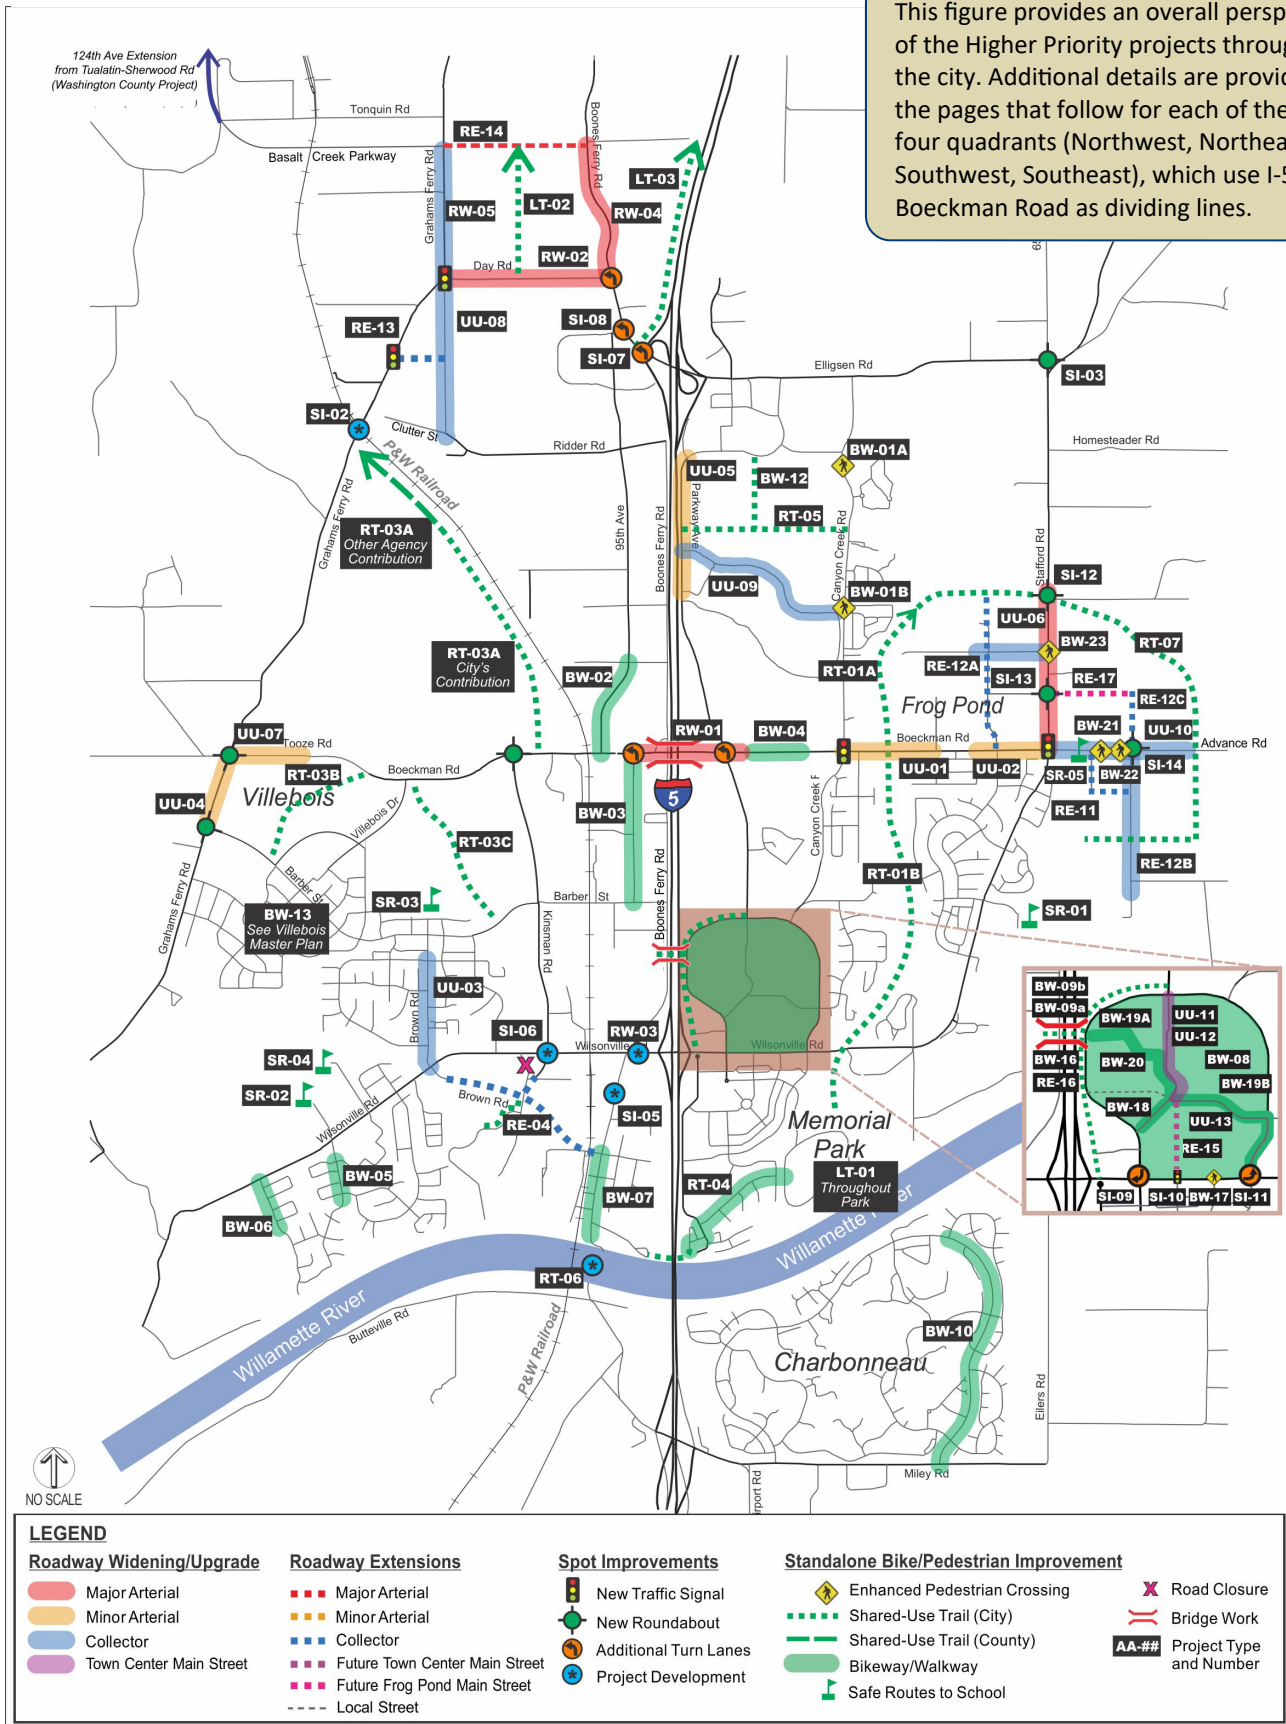 This figure provides an overall persp
of the Higher Priority projects throug
the city. Additional details are provid
the pages that follow for each of the
four quadrants (Northwest, Northea
Southwest, Southeast), which use I-5
Boeckman Road as dividing lines.
124th Ave Extension
from Tualatin-Sherwood Rd
(Washington County Project)
Tonquin Rd
Basalt Creek Parkway
RE-14
Boones Ferry Rd
Grahams Ferry Rd
RW-05
LT-02
RW-04
LT-03
Day Rd
RW-02
UU-08
RE-13
SI-08
SI-07
Elligsen Rd
SI-03
SI-02
Clutter St
P&W Railroad
Ridder Rd
Homesteader Rd
BW-01A
UU-05
BW-12
Parkway Ave
RT-05
95th Ave
Boones Ferry Rd
Canyon Creek Rd
Stafford Rd
Grahams Ferry Rd
RT-03A
Other Agency
Contribution
UU-09
BW-01B
SI-12
UU-06
BW-23
RT-07
RT-03A
City's
Contribution
BW-02
RT-01A
RE-12A
SI-13
RE-17
RE-12C
Frog Pond
UU-07
Tooze Rd
RW-01
BW-04
Boeckman Rd
BW-21
UU-10
Advance Rd
RT-03B
Boeckman Rd
UU-01
UU-02
SR-05
BW-22
SI-14
UU-04
Villebois
Villebois Dr
5
RE-11
BW-03
RT-03C
Canyon Creek
RT-01B
RE-12B
Barber St
SR-03
Barber St
Boones Ferry Rd
SR-01
Grahams Ferry Rd
BW-13
See Villebois
Master Plan
Kinsman Rd
UU-03
Brown Rd
SI-06
RW-03
Wilsonville
Wilsonville Rd
BW-09b
BW-09a
BW-19A
UU-11
UU-12
BW-16
BW-20
BW-08
RE-16
BW-19B
BW-18
UU-13
RE-15
SI-09
SI-10
BW-17
SI-11
SR-04
SR-02
Brown Rd
RE-04
SI-05
Wilsonville Rd
Memorial
Park
BW-05
BW-07
RT-04
LT-01
Throughout
Park
BW-06
Willamette River
RT-06
Willamette River
Butteville Rd
P&W Railroad
BW-10
Charbonneau
Eilers Rd
Miley Rd
irport Rd
NO SCALE
LEGEND
Roadway Widening/Upgrade
Major Arterial
Minor Arterial
Collector
Town Center Main Street
Roadway Extensions
Major Arterial
Minor Arterial
Collector
Future Town Center Main Street
Future Frog Pond Main Street
Local Street
Spot Improvements
New Traffic Signal
New Roundabout
Additional Turn Lanes
Project Development
Standalone Bike/Pedestrian Improvement
Enhanced Pedestrian Crossing
Shared-Use Trail (City)
Shared-Use Trail (County)
Bikeway/Walkway
Safe Routes to School
X Road Closure
Bridge Work
AA-## Project Type
and Number